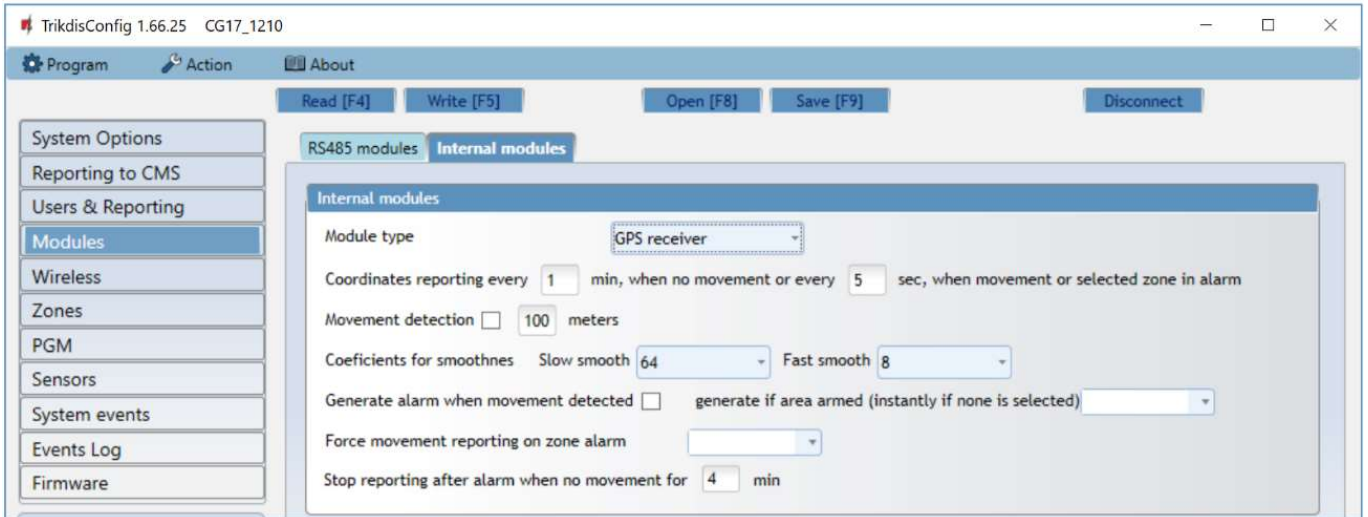 TrikdisConfig 1.66.25 CG17_1210
Program Action About
Read [F4] Write [F5] Open [F8] Save [F9] Disconnect
System Options
Reporting to CMS
Users & Reporting
Modules
Wireless
Zones
PGM
Sensors
System events
Events Log
Firmware
RS485 modules Internal modules
Internal modules
Module type GPS receiver
Coordinates reporting every 1 min, when no movement or every 5 sec, when movement or selected zone in alarm
Movement detection 100 meters
Coeficients for smoothnes Slow smooth 64 Fast smooth 8
Generate alarm when movement detected generate if area armed (instantly if none is selected)
Force movement reporting on zone alarm
Stop reporting after alarm when no movement for 4 min